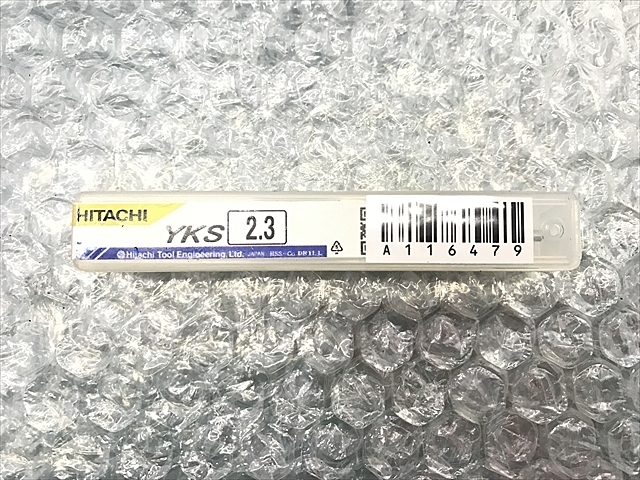 HITACHI
YKS 2.3
Hitachi Tool Engineering, Ltd. JAPAN HSS-Co DRILL
A116479